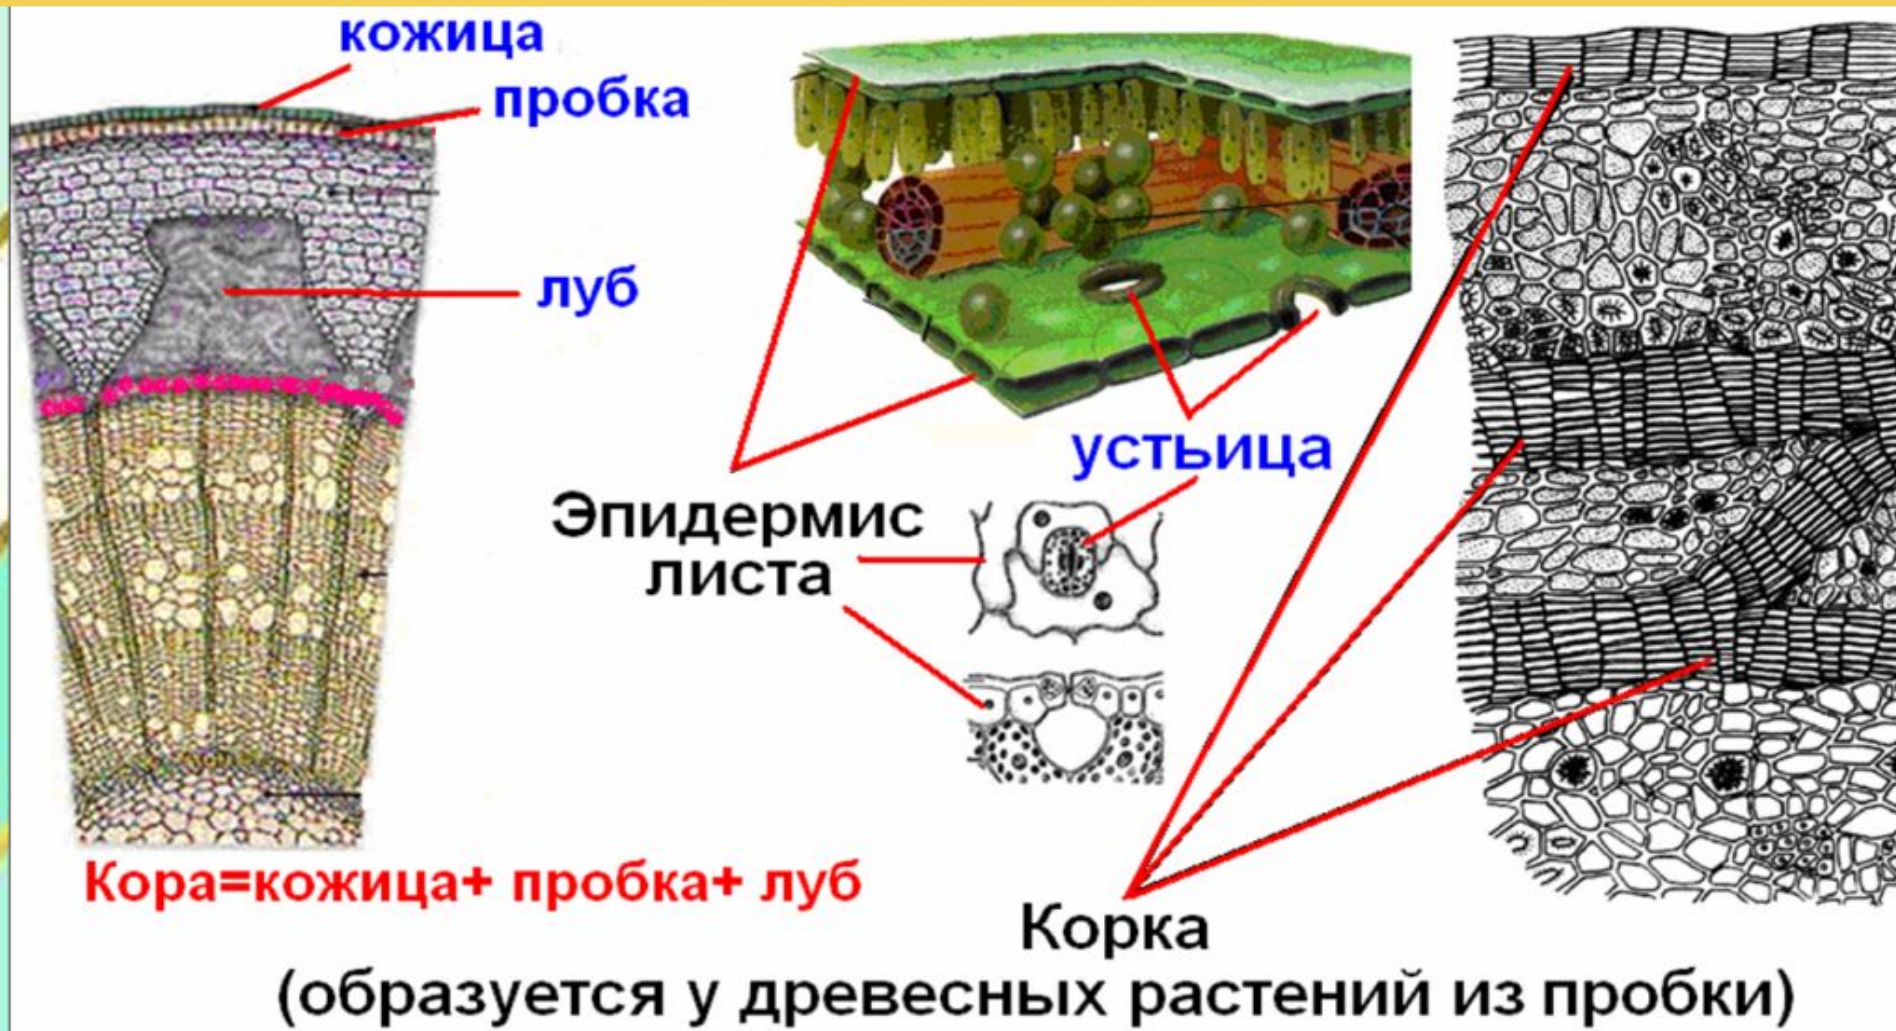 кожица
пробка
луб
устьица
Эпидермис
листа
Кора=кожица+ пробка+ луб
Корка
(образуется у древесных растений из пробки)